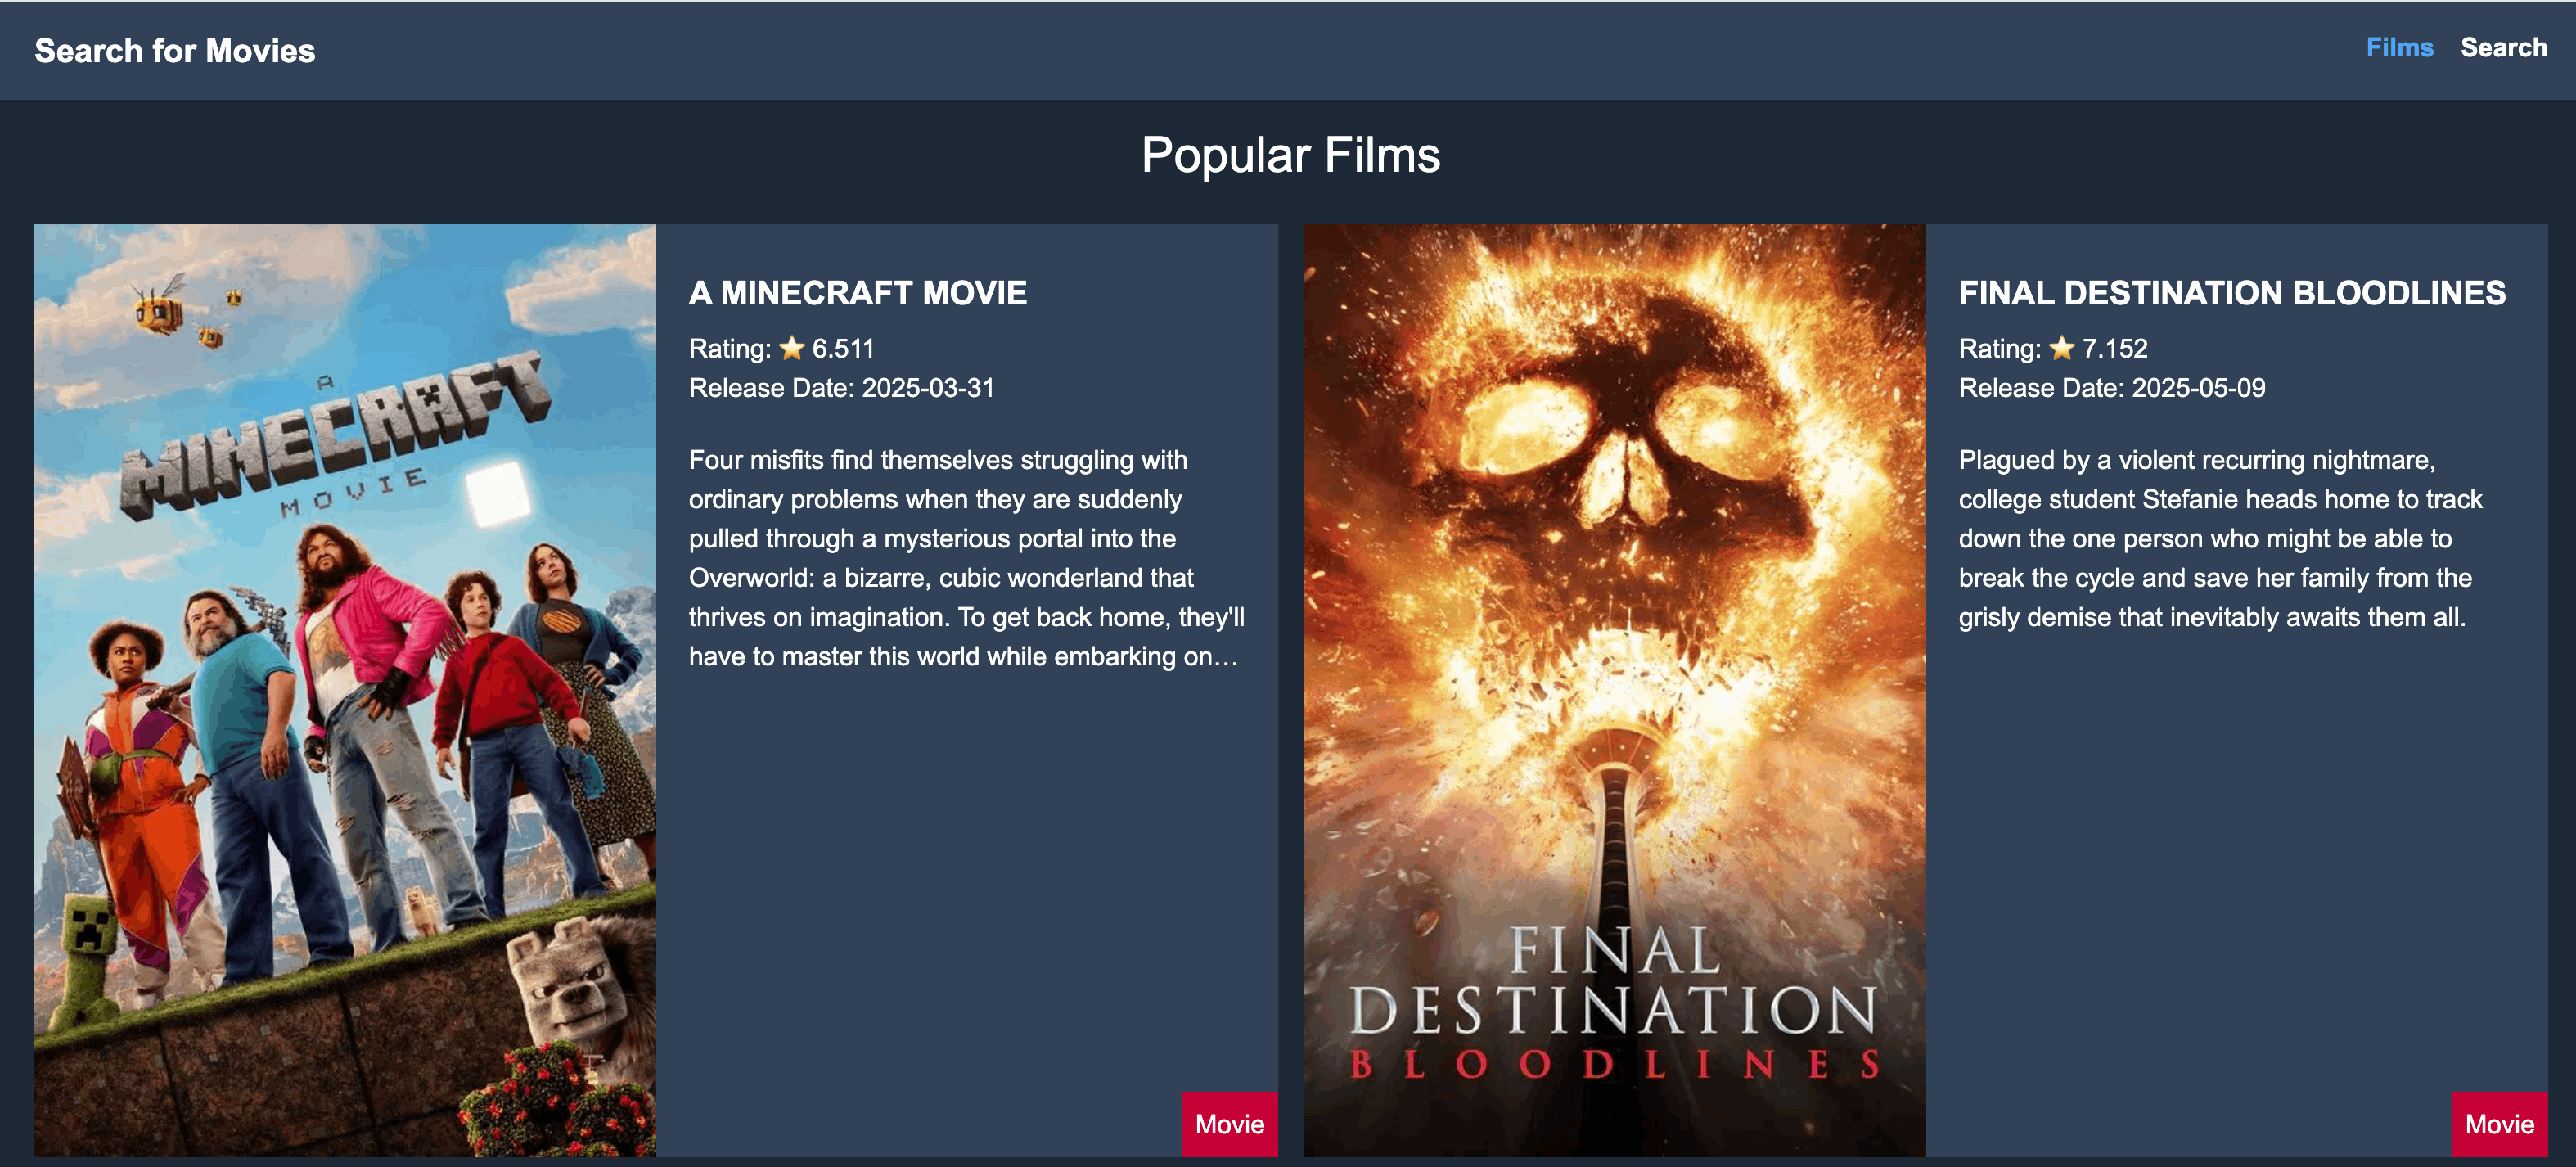 Search for Movies
Films Search
Popular Films
A
MINECRAFT
MOVIE
A MINECRAFT MOVIE
Rating: ⭐ 6.511
Release Date: 2025-03-31
Four misfits find themselves struggling with
ordinary problems when they are suddenly
pulled through a mysterious portal into the
Overworld: a bizarre, cubic wonderland that
thrives on imagination. To get back home, they'll
have to master this world while embarking on…
Movie
FINAL
DESTINATION
BLOODLINES
FINAL DESTINATION BLOODLINES
Rating: ⭐ 7.152
Release Date: 2025-05-09
Plagued by a violent recurring nightmare,
college student Stefanie heads home to track
down the one person who might be able to
break the cycle and save her family from the
grisly demise that inevitably awaits them all.
Movie